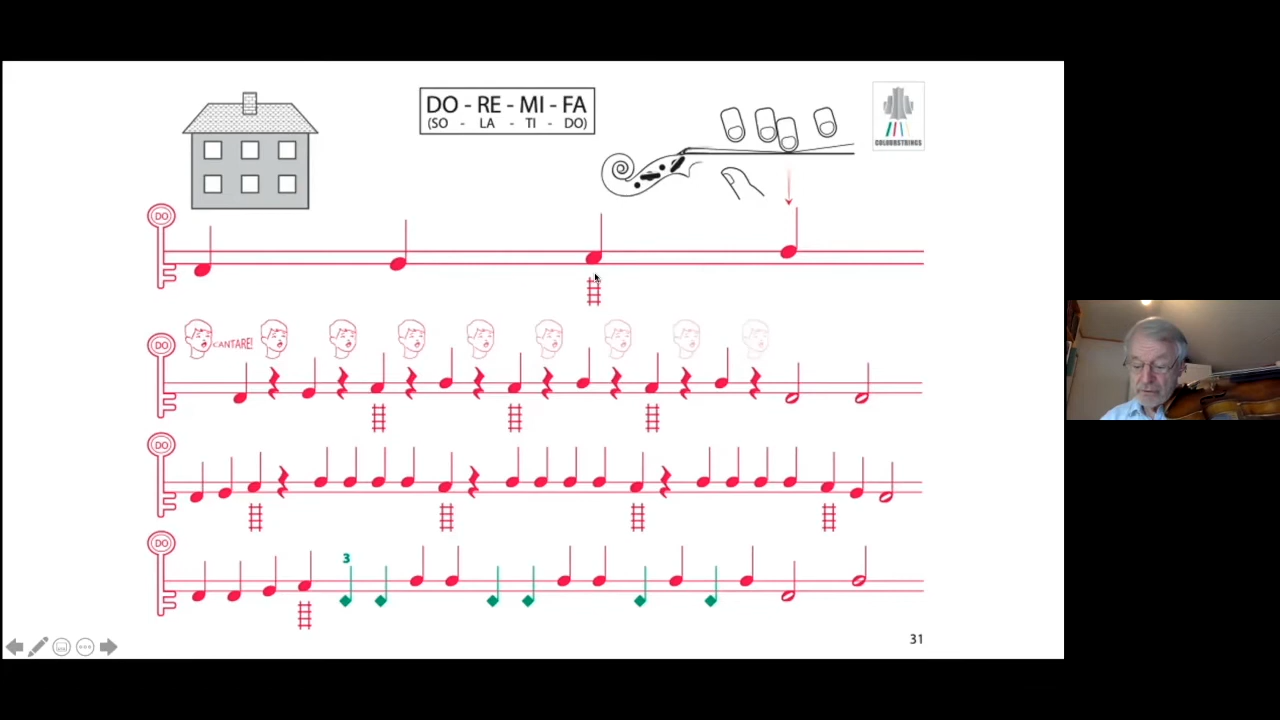 DO - RE - MI - FA
(SO - LA - TI - DO)
COLOURSTRINGS
DO
DO
CANTARE!
DO
DO
3
31